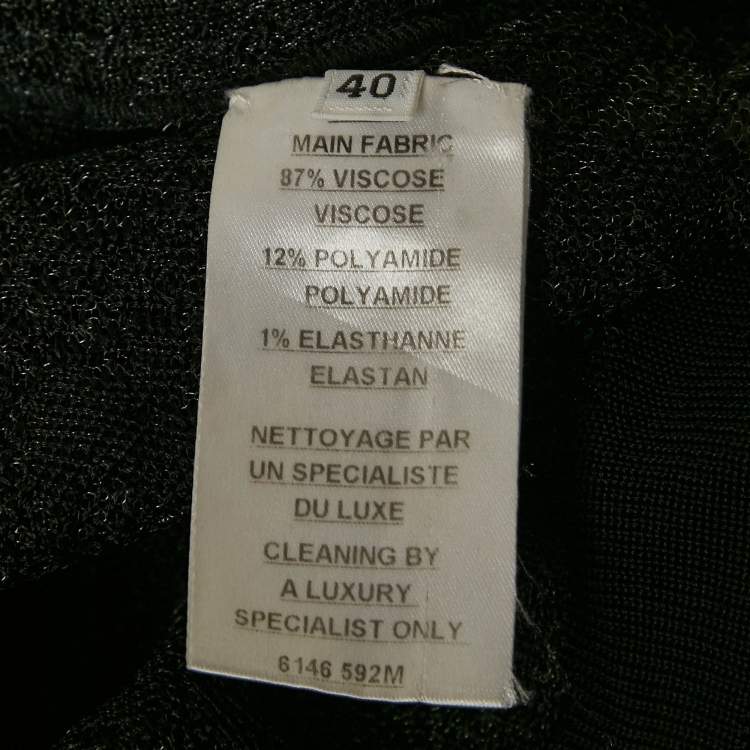 40
MAIN FABRIC
87% VISCOSE
VISCOSE
12% POLYAMIDE
POLYAMIDE
1% ELASTHANNE
ELASTAN
NETTOYAGE PAR
UN SPECIALISTE
DU LUXE
CLEANING BY
A LUXURY
SPECIALIST ONLY
6146 592M